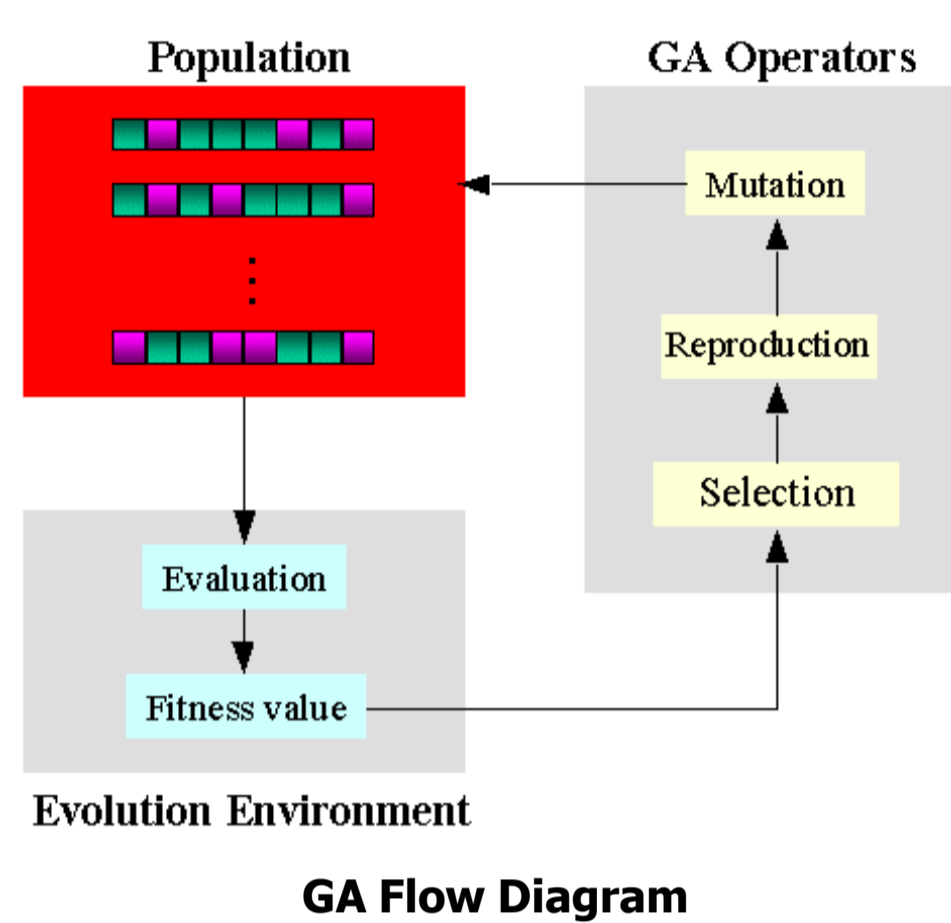 Population
GA Operators
Mutation
Reproduction
Selection
Evaluation
Fitness value
Evolution Environment
GA Flow Diagram